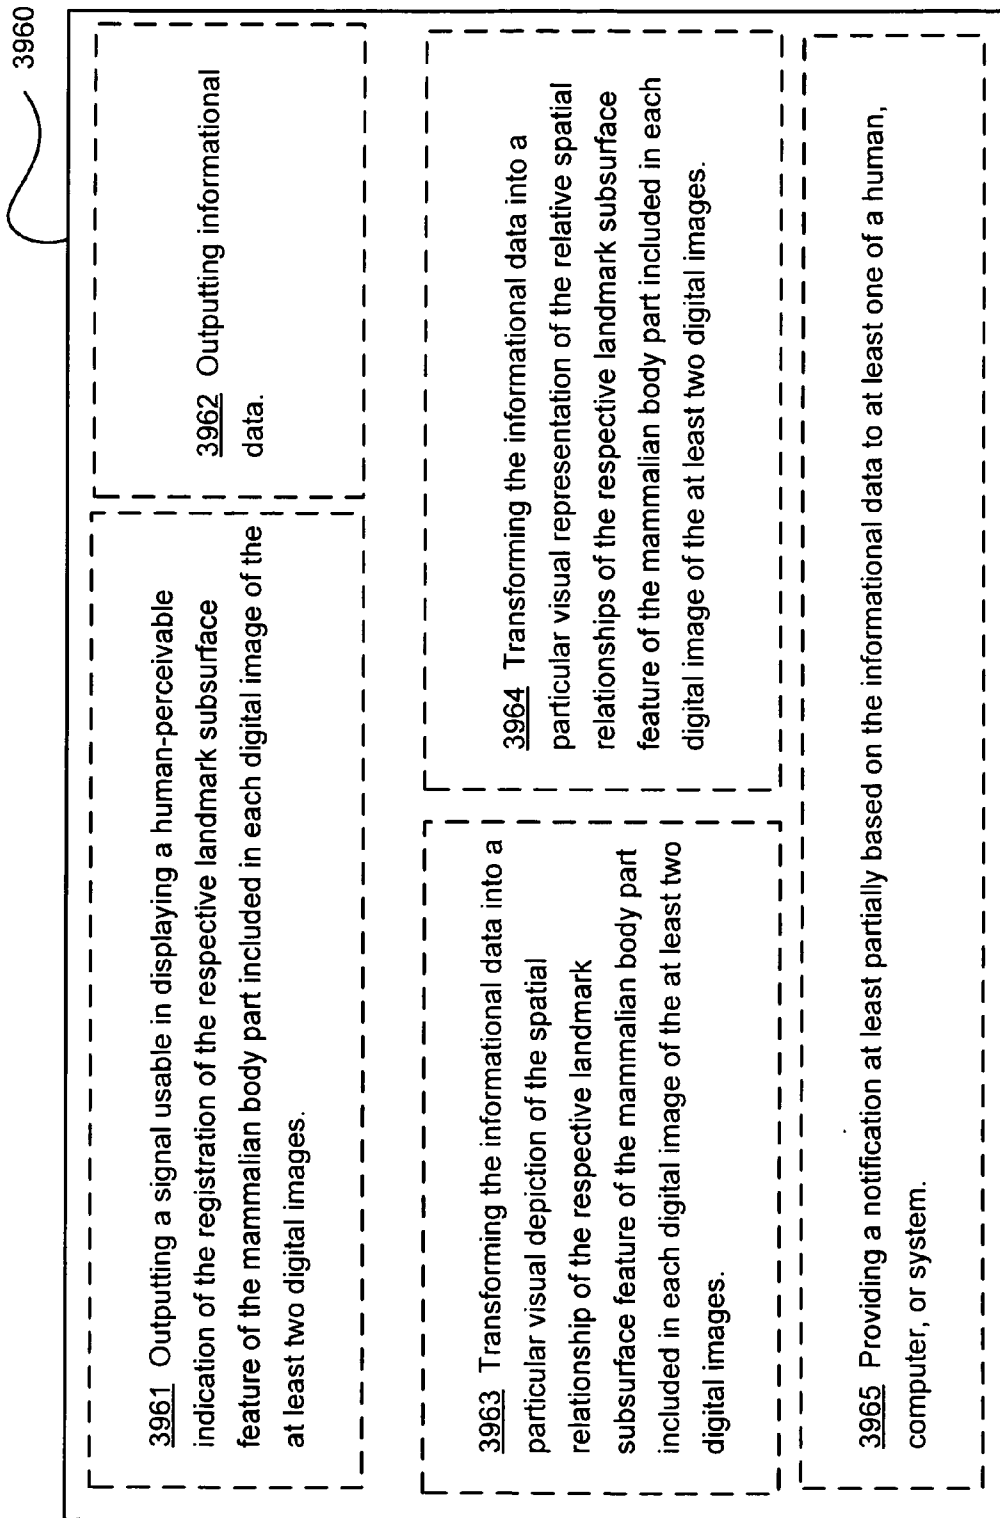 3960
3961 Outputting a signal usable in displaying a human-perceivable
indication of the registration of the respective landmark subsurface
feature of the mammalian body part included in each digital image of the
at least two digital images.
3962 Outputting informational
data.
3963 Transforming the informational data into a
particular visual depiction of the spatial
relationship of the respective landmark
subsurface feature of the mammalian body part
included in each digital image of the at least two
digital images.
3964 Transforming the informational data into a
particular visual representation of the relative spatial
relationships of the respective landmark subsurface
feature of the mammalian body part included in each
digital image of the at least two digital images.
3965 Providing a notification at least partially based on the informational data to at least one of a human,
computer, or system.